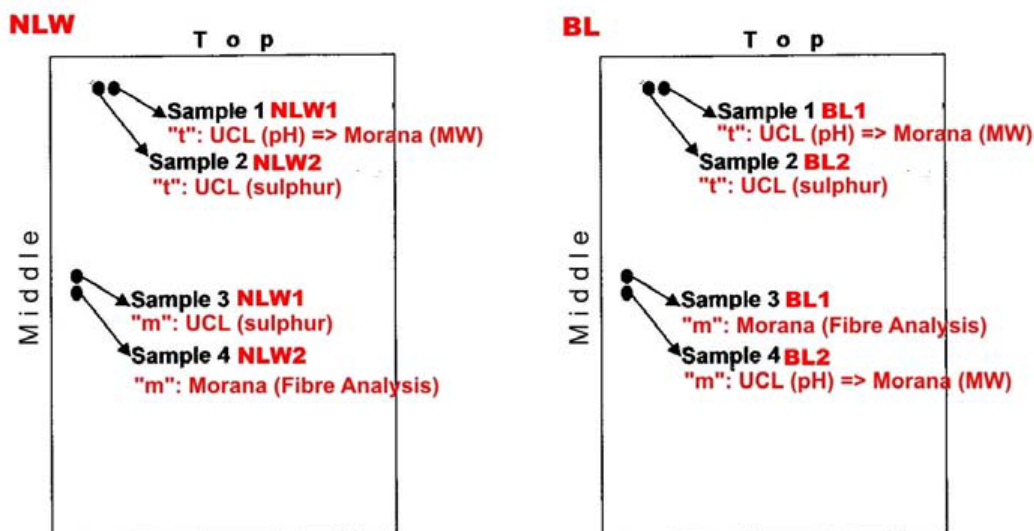 NLW
Top
Sample 1 NLW1
"t": UCL (pH) => Morana (MW)
Sample 2 NLW2
"t": UCL (sulphur)
Middle
Sample 3 NLW1
"m": UCL (sulphur)
Sample 4 NLW2
"m": Morana (Fibre Analysis)
BL
Top
Sample 1 BL1
"t": UCL (pH) => Morana (MW)
Sample 2 BL2
"t": UCL (sulphur)
Middle
Sample 3 BL1
"m": Morana (Fibre Analysis)
Sample 4 BL2
"m": UCL (pH) => Morana (MW)